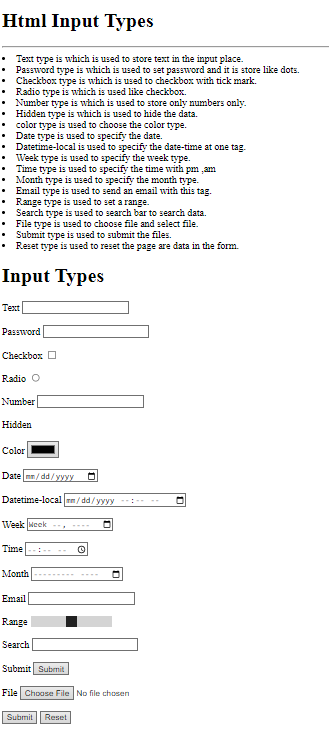 Html Input Types
• Text type is which is used to store text in the input place.
• Password type is which is used to set password and it is store like dots.
• Checkbox type is which is used to checkbox with tick mark.
• Radio type is which is used like checkbox.
• Number type is which is used to store only numbers only.
• Hidden type is which is used to hide the data.
• color type is used to choose the color type.
• Date type is used to specify the date.
• Datetime-local is used to specify the date-time at one tag.
• Week type is used to specify the week type.
• Time type is used to specify the time with pm ,am
• Month type is used to specify the month type.
• Email type is used to send an email with this tag.
• Range type is used to set a range.
• Search type is used to search bar to search data.
• File type is used to choose file and select file.
• Submit type is used to submit the files.
• Reset type is used to reset the page are data in the form.
Input Types
Text
Password
Checkbox
Radio
Number
Hidden
Color
Date mm/dd/yyyy
Datetime-local mm/dd/yyyy --:-- --
Week Week --, ----
Time --:-- --
Month --------- ----
Email
Range
Search
Submit Submit
File Choose File No file chosen
Submit Reset